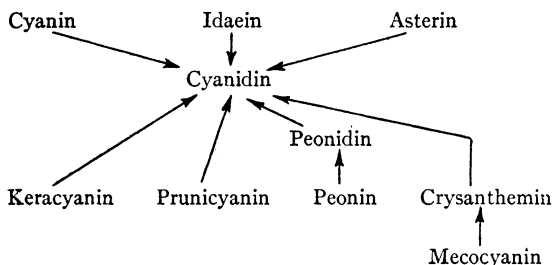 Cyanin Idaein Asterin
Cyanidin
Peonidin
Keracyanin Prunicyanin Peonin Crysanthemin
Mecocyanin